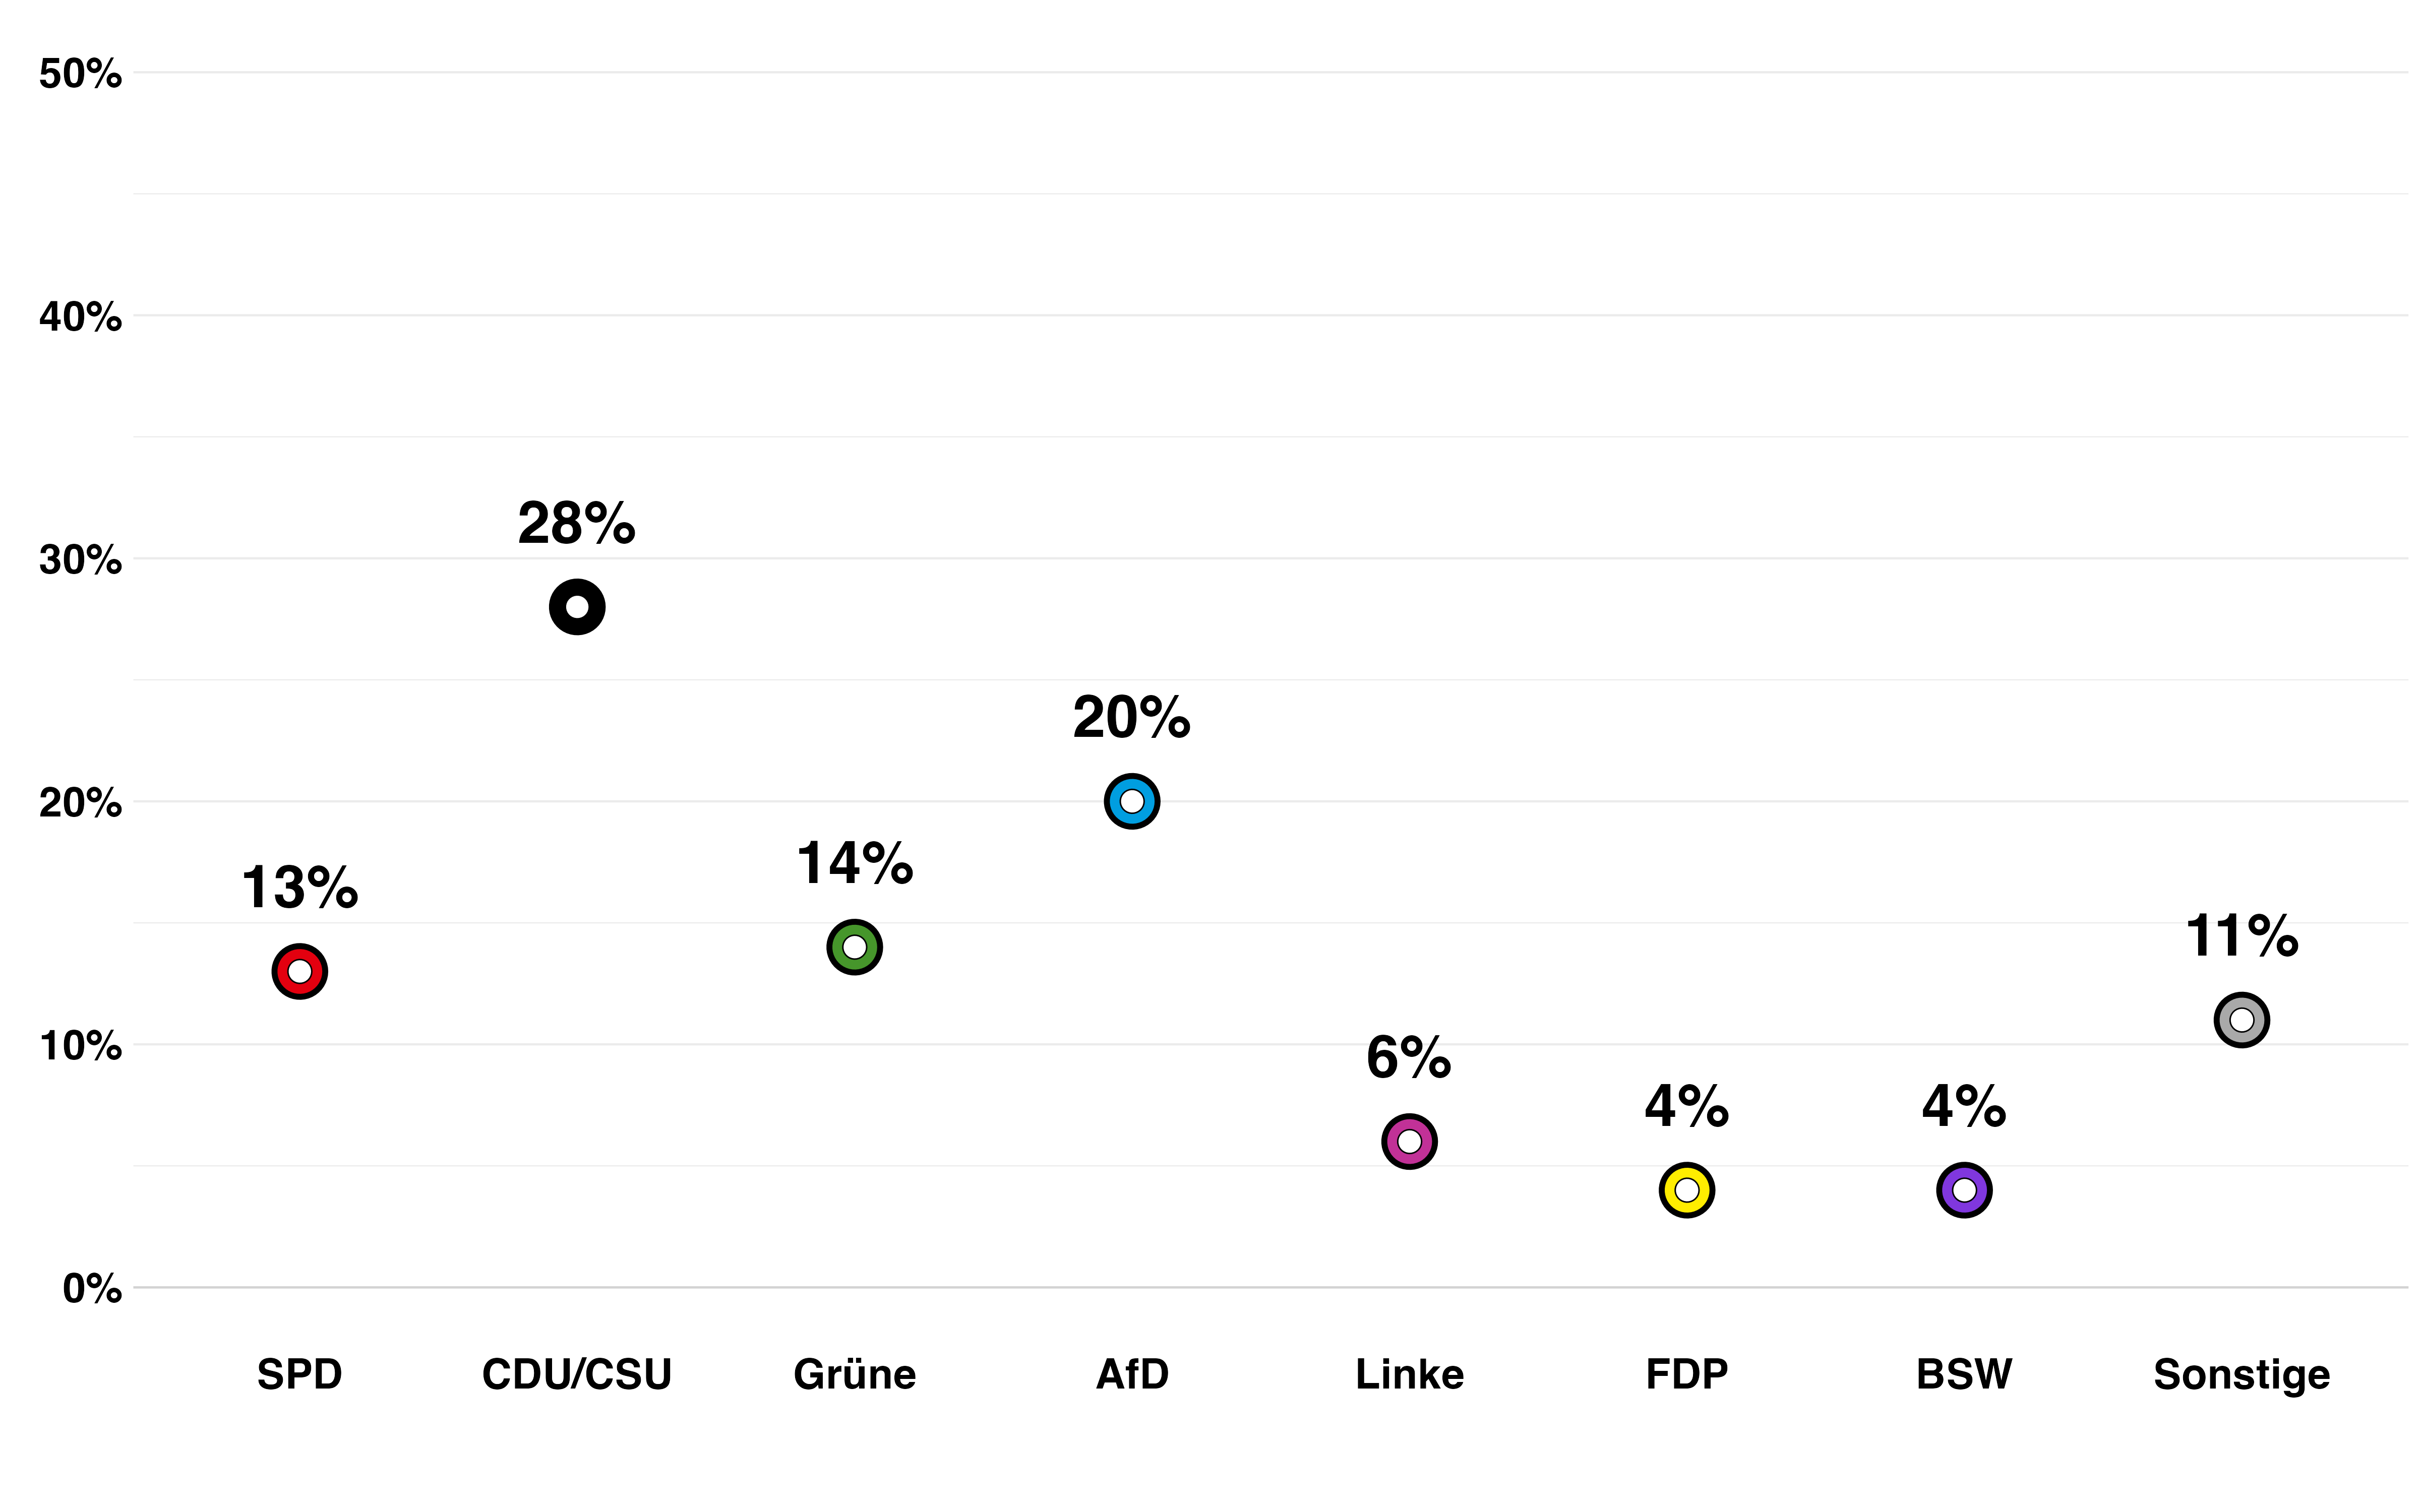 50%
40%
30%
20%
10%
0%
13%
28%
14%
20%
6%
4%
4%
11%
SPD
CDU/CSU
Grüne
AfD
Linke
FDP
BSW
Sonstige